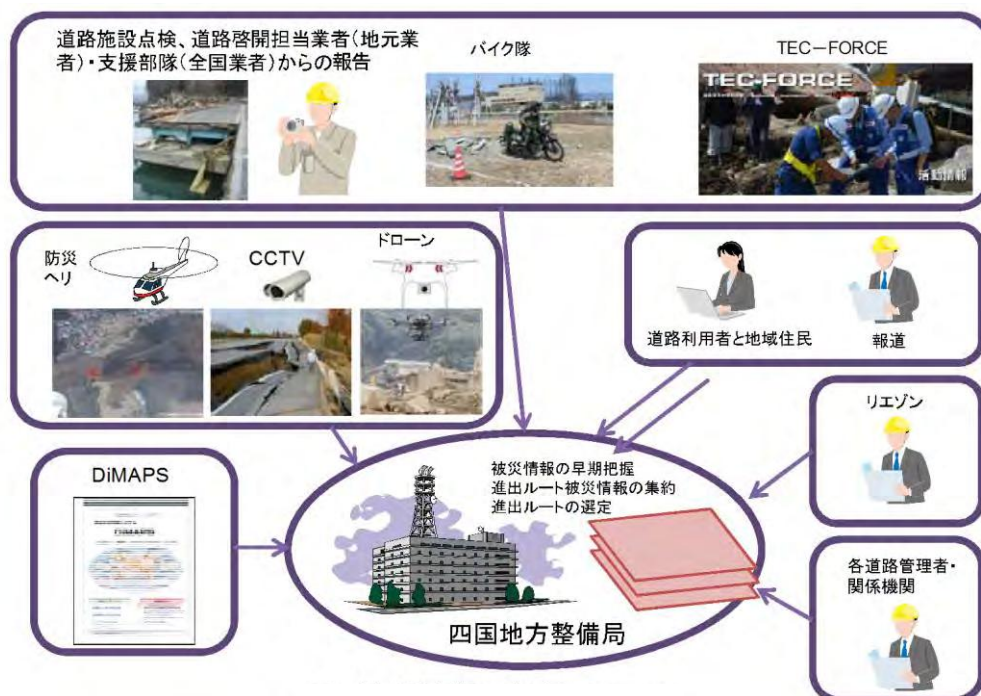 道路施設点検、道路啓開担当業者（地元業
者）・支援部隊（全国業者）からの報告
バイク隊
TEC－FORCE
TEC-FORCE
活動情報
防災
ヘリ
CCTV
ドローン
道路利用者と地域住民
報道
リエゾン
DiMAPS
被災情報の早期把握
進出ルート被災情報の集約
進出ルートの選定
四国地方整備局
各道路管理者・
関係機関